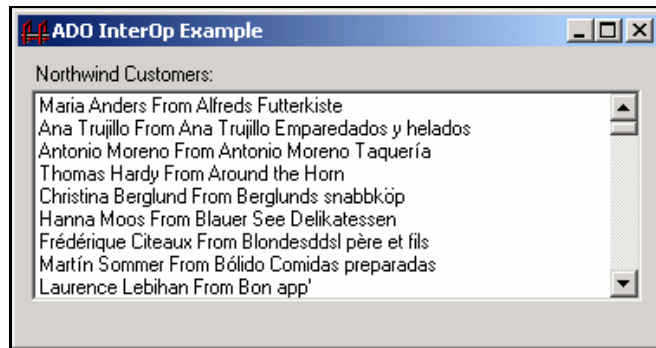 ADO InterOp Example
Northwind Customers:
Maria Anders From Alfreds Futterkiste
Ana Trujillo From Ana Trujillo Emparedados y helados
Antonio Moreno From Antonio Moreno Taquería
Thomas Hardy From Around the Horn
Christina Berglund From Berglunds snabbköp
Hanna Moos From Blauer See Delikatessen
Frédérique Citeaux From Blondesddsl père et fils
Martín Sommer From Bólido Comidas preparadas
Laurence Lebihan From Bon app'